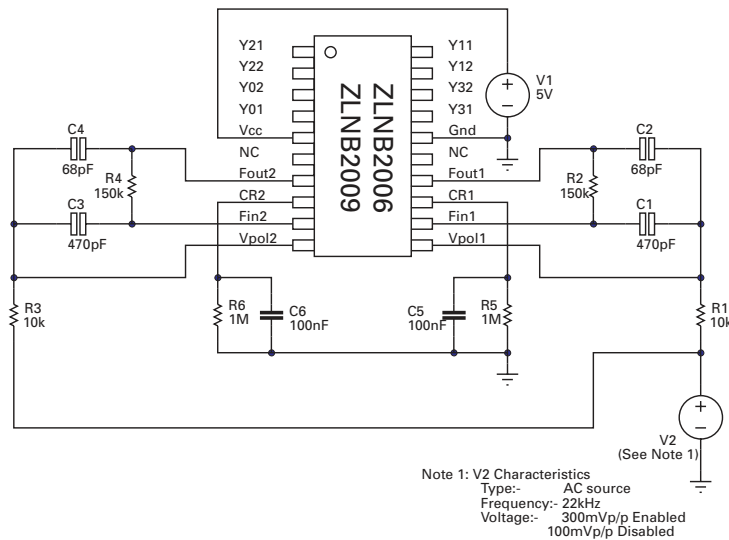 Y21
Y22
Y02
Y01
Vcc
NC
Fout2
CR2
Fin2
Vpol2
ZLNB2009
ZLNB2006
Y11
Y12
Y32
Y31
Gnd
NC
Fout1
CR1
Fin1
Vpol1
V1
5V
C4
68pF
R4
150k
C3
470pF
R3
10k
C2
68pF
R2
150k
C1
470pF
R1
10k
R6
1M
C6
100nF
C5
100nF
R5
1M
V2
(See Note 1)
Note 1: V2 Characteristics
Type:- AC source
Frequency:- 22kHz
Voltage:- 300mVp/p Enabled
100mVp/p Disabled